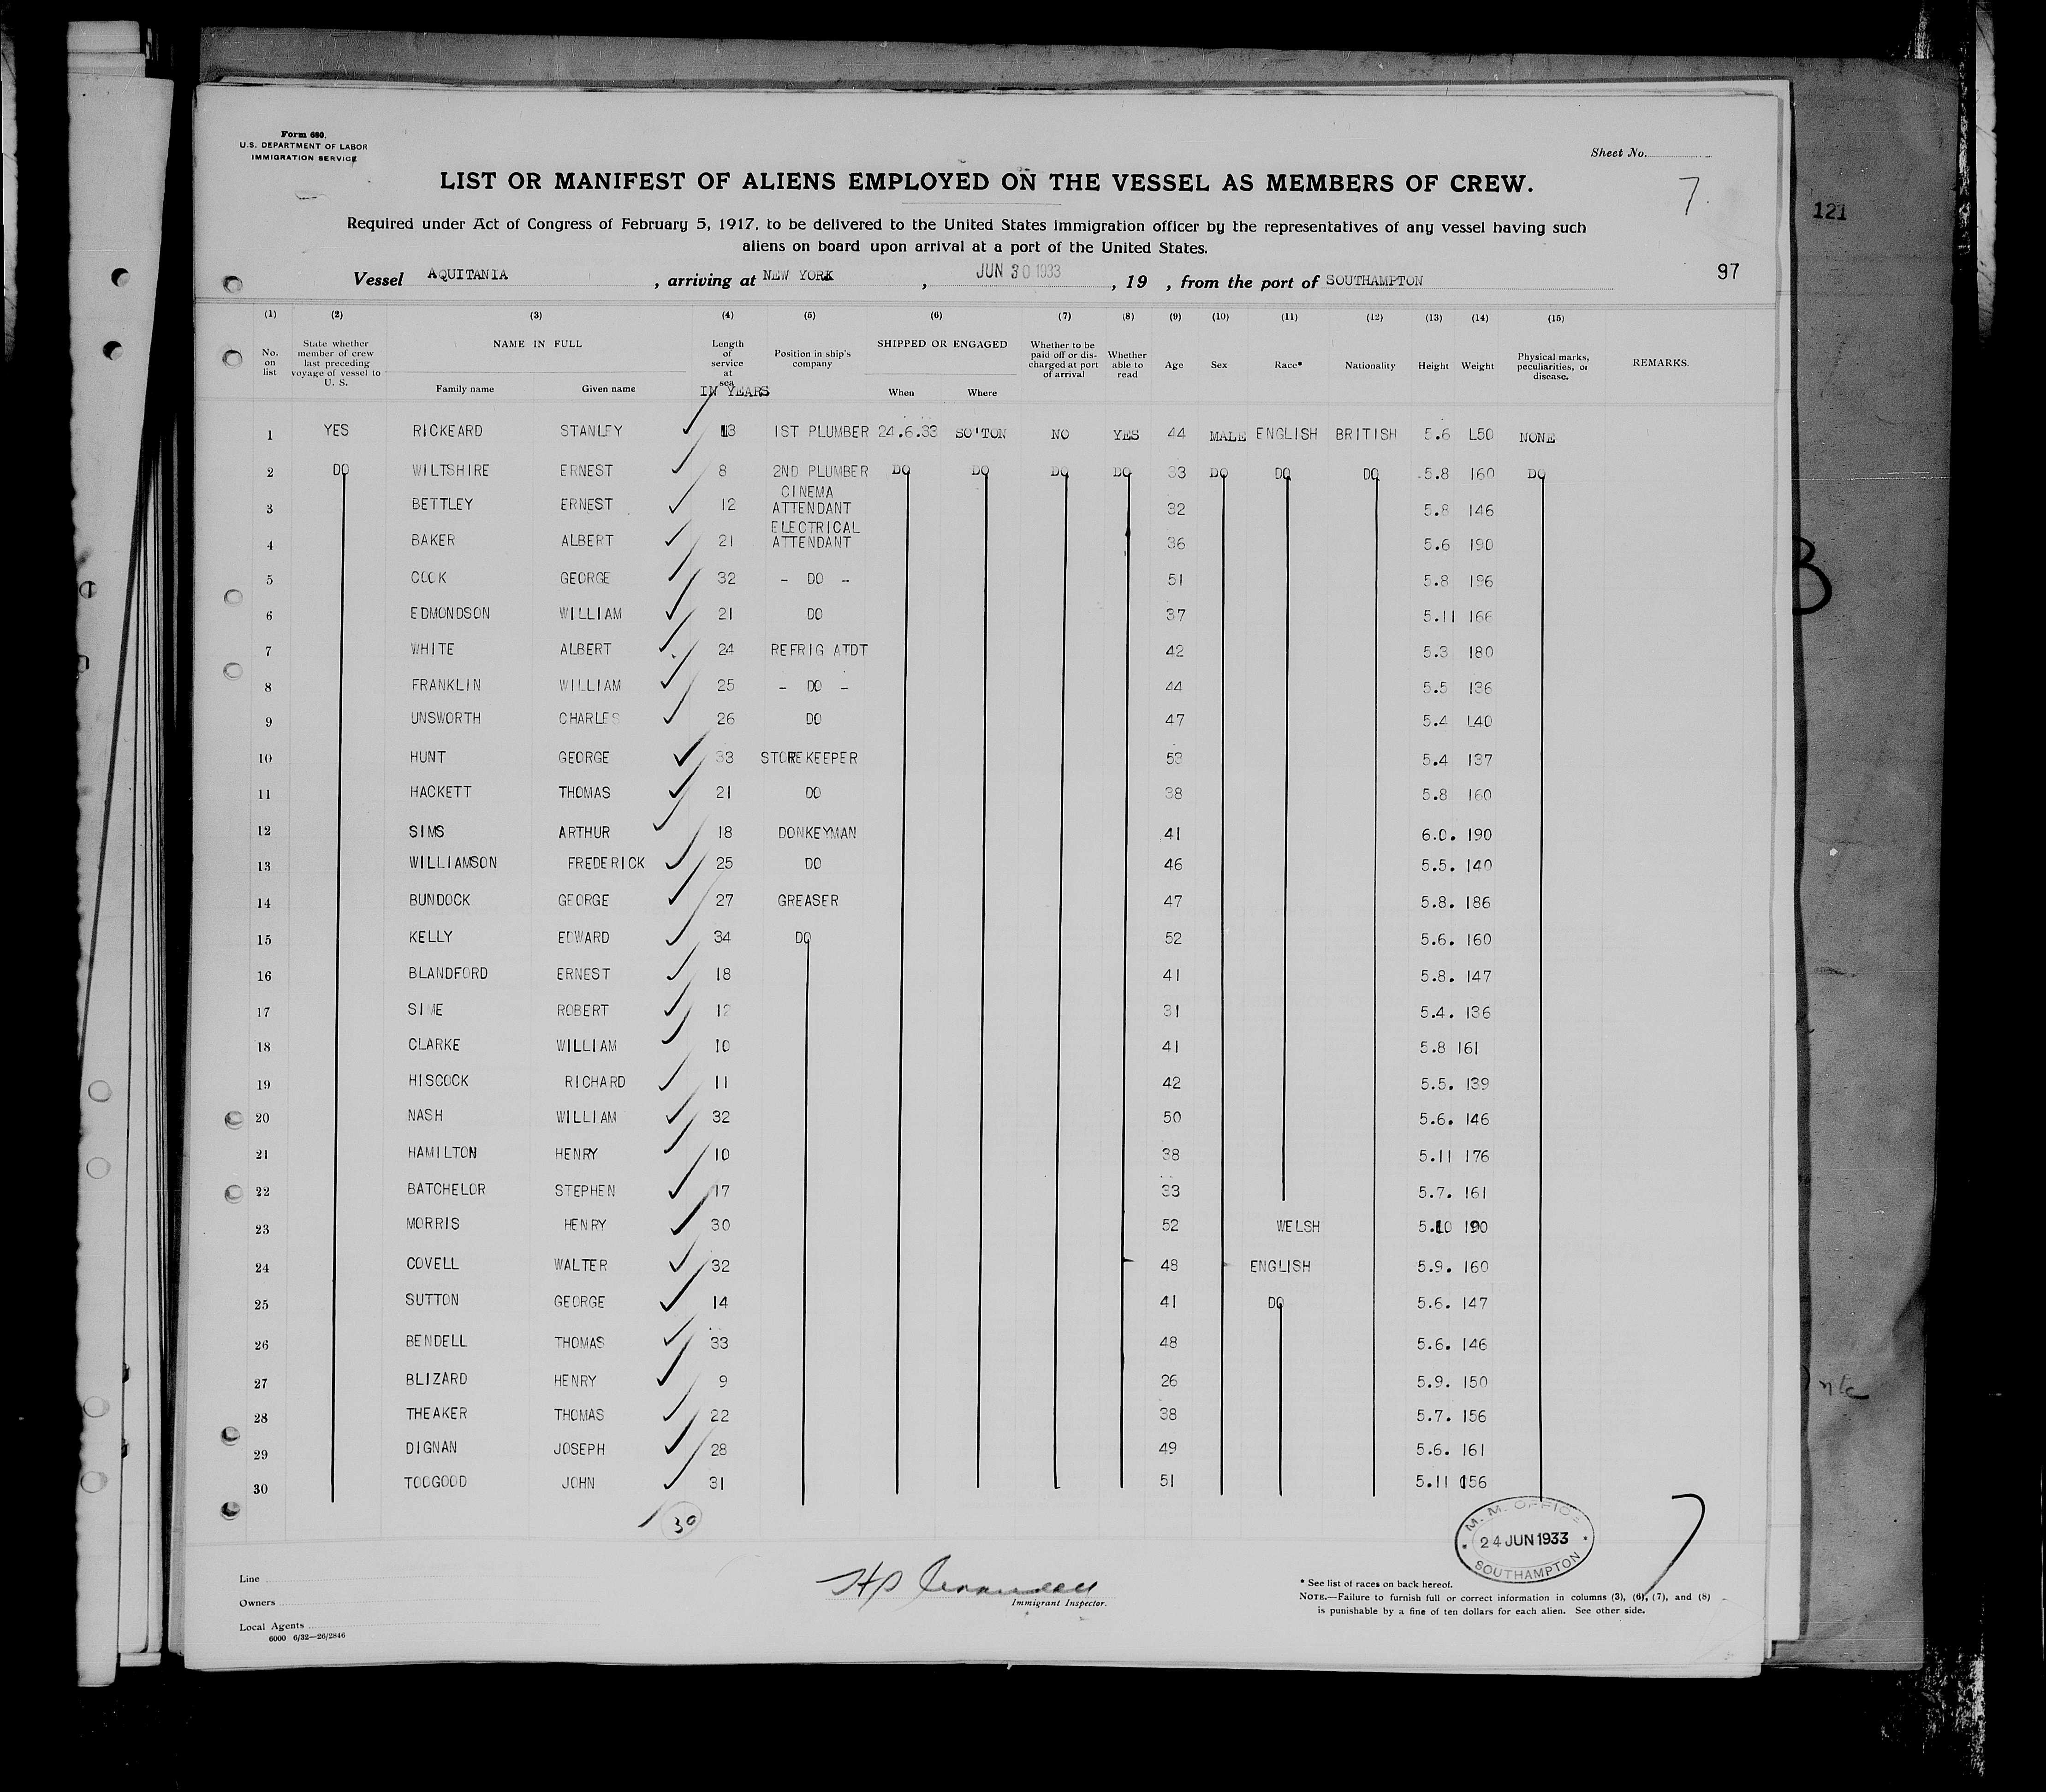 Form 680.
U.S. DEPARTMENT OF LABOR
IMMIGRATION SERVICE
Sheet No.
7.
121
LIST OR MANIFEST OF ALIENS EMPLOYED ON THE VESSEL AS MEMBERS OF CREW.
Required under Act of Congress of February 5, 1917, to be delivered to the United States immigration officer by the representatives of any vessel having such
aliens on board upon arrival at a port of the United States.
97
Vessel AQUITANIA , arriving at NEW YORK , JUN 30 1933 , 19 , from the port of SOUTHAMPTON
(1) (2) (3) (4) (5) (6) (7) (8) (9) (10) (11) (12) (13) (14) (15)
No. on list State whether member of crew last preceding voyage of vessel to U. S. NAME IN FULL Family name Given name Length of service at sea IN YEARS Position in ship's company SHIPPED OR ENGAGED When Where Whether to be paid off or discharged at port of arrival Whether able to read Age Sex Race* Nationality Height Weight Physical marks, peculiarities, or disease. REMARKS.
1 YES RICKEARD STANLEY 13 1ST PLUMBER 24.6.33 SO'TON NO YES 44 MALE ENGLISH BRITISH 5.6 150 NONE
2 DO WILTSHIRE ERNEST 8 2ND PLUMBER DO DO DO DO 33 DO DO DO 5.8 160 DO
3 BETTLEY ERNEST 12 CINEMA ATTENDANT 32 5.8 146
4 BAKER ALBERT 21 ELECTRICAL ATTENDANT 36 5.6 190
5 COOK GEORGE 32 - DO - 51 5.8 196
6 EDMONDSON WILLIAM 21 DO 37 5.11 166
7 WHITE ALBERT 24 REFRIG ATDT 42 5.3 180
8 FRANKLIN WILLIAM 25 - DO - 44 5.5 136
9 UNSWORTH CHARLES 26 DO 47 5.4 140
10 HUNT GEORGE 33 STOREKEEPER 53 5.4 137
11 HACKETT THOMAS 21 DO 38 5.8 160
12 SIMS ARTHUR 18 DONKEYMAN 41 6.0. 190
13 WILLIAMSON FREDERICK 25 DO 46 5.5. 140
14 BUNDOCK GEORGE 27 GREASER 47 5.8. 186
15 KELLY EDWARD 34 DO 52 5.6. 160
16 BLANDFORD ERNEST 18 41 5.8. 147
17 SIME ROBERT 12 31 5.4. 136
18 CLARKE WILLIAM 10 41 5.8 161
19 HISCOCK RICHARD 11 42 5.5. 139
20 NASH WILLIAM 32 50 5.6. 146
21 HAMILTON HENRY 10 38 5.11 176
22 BATCHELOR STEPHEN 17 33 5.7. 161
23 MORRIS HENRY 30 52 WELSH 5.10 190
24 COVELL WALTER 32 48 ENGLISH 5.9. 160
25 SUTTON GEORGE 14 41 DO 5.6. 147
26 BENDELL THOMAS 33 48 5.6. 146
27 BLIZARD HENRY 9 26 5.9. 150
28 THEAKER THOMAS 22 38 5.7. 156
29 DIGNAN JOSEPH 28 49 5.6. 161
30 TOOGOOD JOHN 31 51 5.11 156
30
M. M. OFFICE
24 JUN 1933
SOUTHAMPTON
7
Line
Owners
Local Agents
6000 6/32—26/2846
Immigrant Inspector.
* See list of races on back hereof.
NOTE.—Failure to furnish full or correct information in columns (3), (6), (7), and (8)
is punishable by a fine of ten dollars for each alien. See other side.